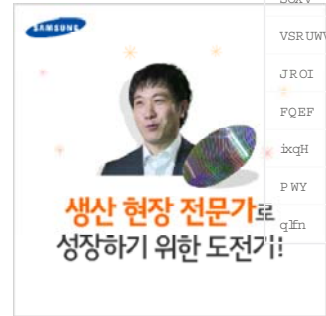 SAMSUNG
VSRUW
JROI
FQEF
ixqH
PWY
qlfn
생산 현장 전문가로
성장하기 위한 도전기!